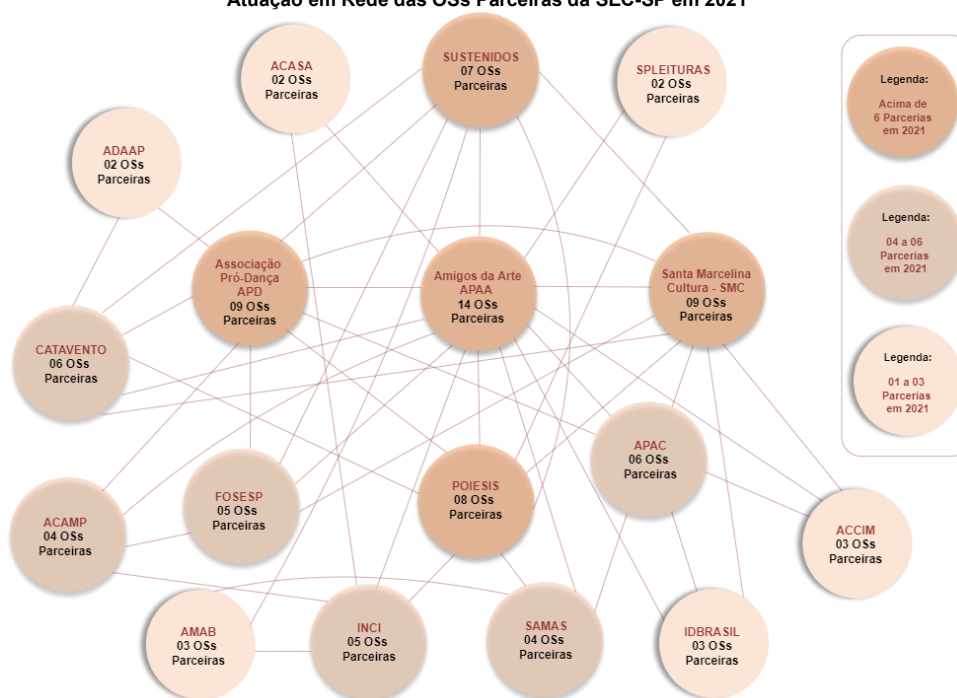 Atuação em Rede das OSs Parceiras da SEC-SP em 2021
ACASA
02 OSs
Parceiras
SUSTENIDOS
07 OSs
Parceiras
SPLEITURAS
02 OSs
Parceiras
Legenda:
Acima de
6 Parcerias
em 2021
ADAAP
02 OSs
Parceiras
Legenda:
04 a 06
Parcerias
em 2021
Associação
Pró-Dança
APD
09 OSs
Parceiras
Amigos da Arte
APAA
14 OSs
Parceiras
Santa Marcelina
Cultura - SMC
09 OSs
Parceiras
CATAVENTO
06 OSs
Parceiras
Legenda:
01 a 03
Parcerias
em 2021
APAC
06 OSs
Parceiras
ACAMP
04 OSs
Parceiras
FOSESP
05 OSs
Parceiras
POIESIS
08 OSs
Parceiras
ACCIM
03 OSs
Parceiras
AMAB
03 OSs
Parceiras
INCI
05 OSs
Parceiras
SAMAS
04 OSs
Parceiras
IDBRASIL
03 OSs
Parceiras